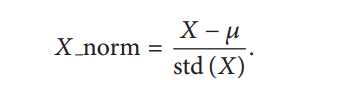 X_norm = (X − μ) / std (X).